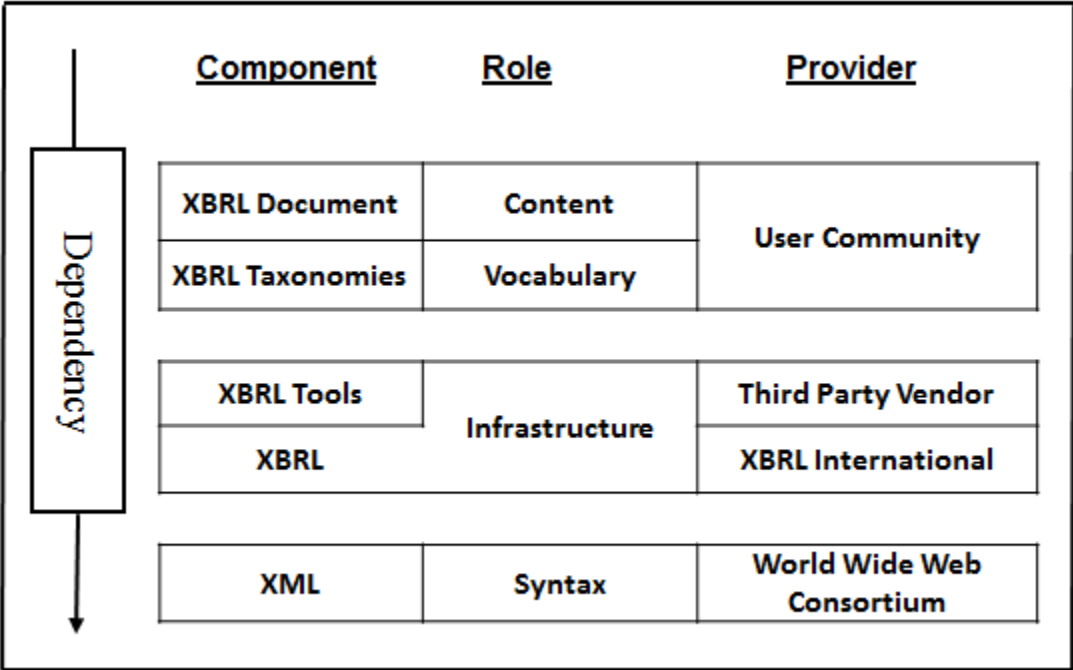 Component Role Provider
Dependency
XBRL Document Content
User Community
XBRL Taxonomies Vocabulary
XBRL Tools Third Party Vendor
Infrastructure
XBRL XBRL International
XML Syntax World Wide Web
Consortium